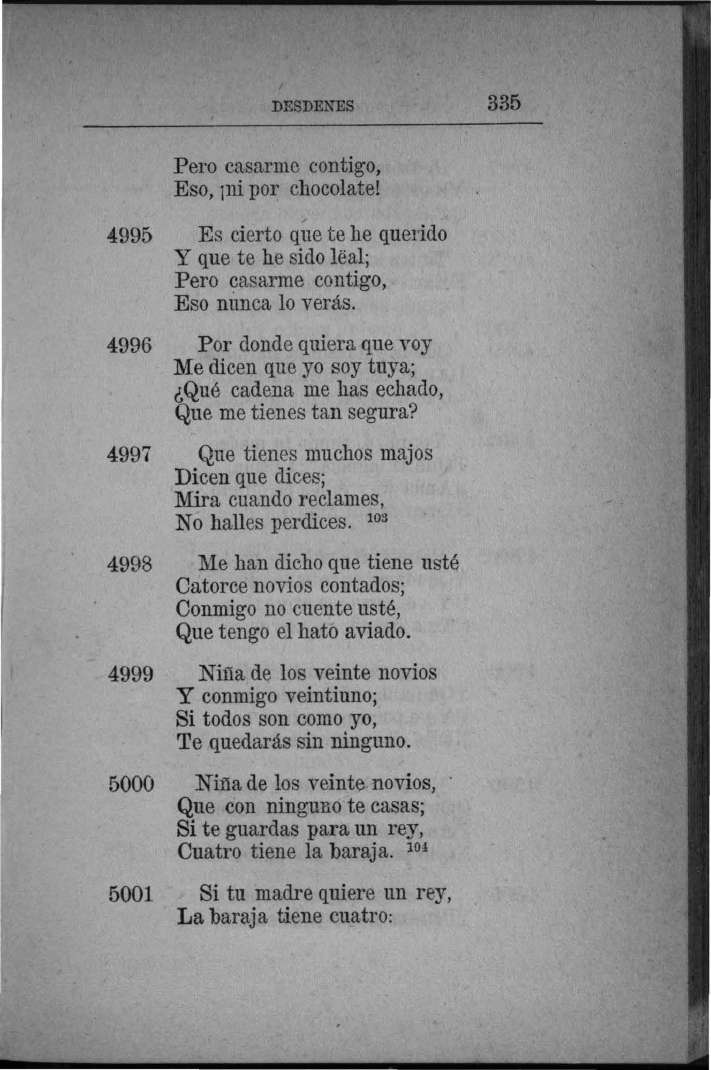 DESDENES 335
Pero casarme contigo,
Eso, ¡ni por chocolate!
4995 Es cierto que te he querido
Y que te he sido lëal;
Pero casarme contigo,
Eso nunca lo verás.
4996 Por donde quiera que voy
Me dicen que yo soy tuya;
¿Qué cadena me has echado,
Que me tienes tan segura?
4997 Que tienes muchos majos
Dicen que dices;
Mira cuando reclames,
No halles perdices. 103
4998 Me han dicho que tiene usté
Catorce novios contados;
Conmigo no cuente usté,
Que tengo el hato aviado.
4999 Niña de los veinte novios
Y conmigo veintiuno;
Si todos son como yo,
Te quedarás sin ninguno.
5000 Niña de los veinte novios,
Que con ninguno te casas;
Si te guardas para un rey,
Cuatro tiene la baraja. 104
5001 Si tu madre quiere un rey,
La baraja tiene cuatro: